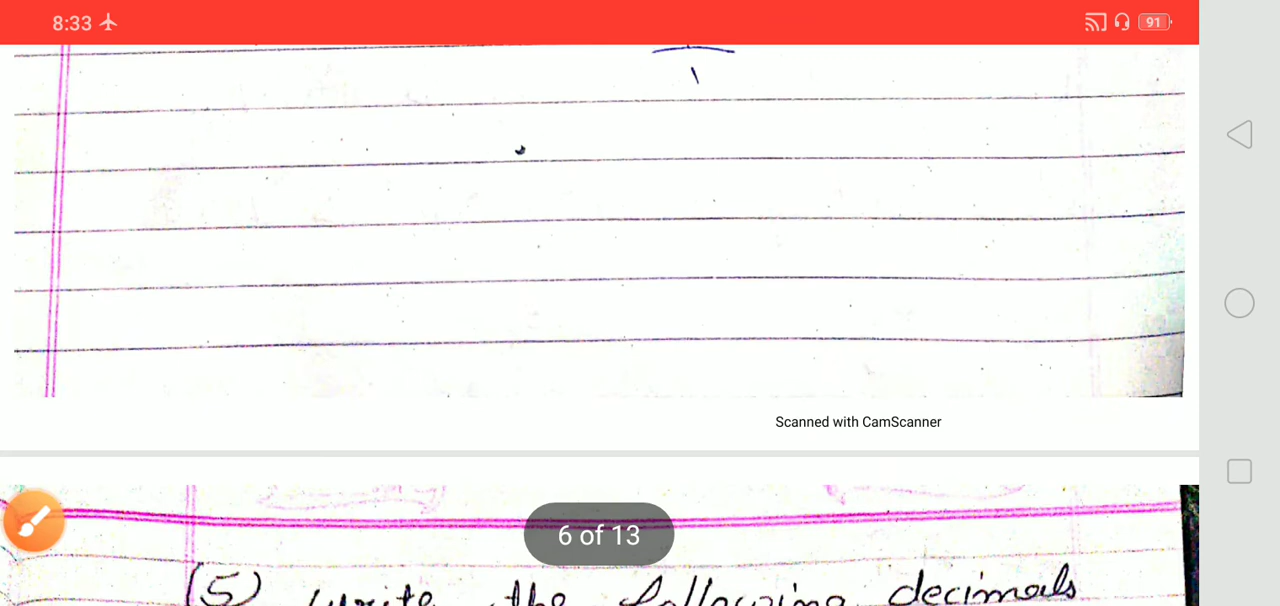 8:33
91
Scanned with CamScanner
6 of 13
(5) write the following decimals